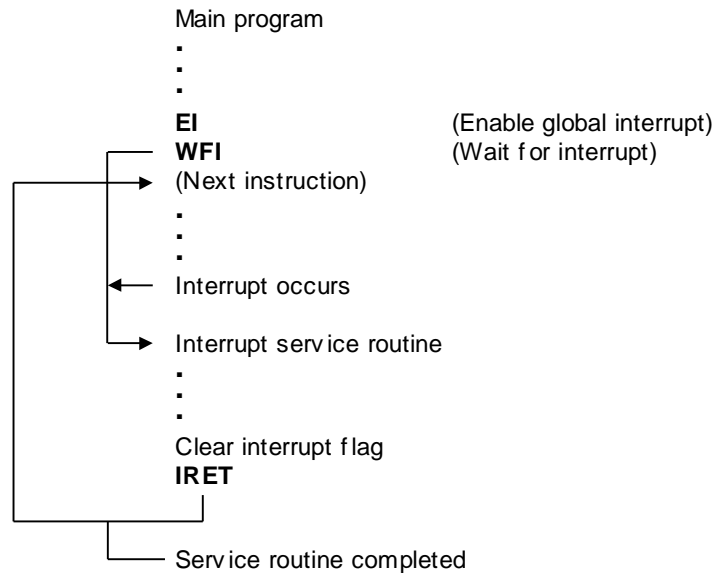 Main program
EI (Enable global interrupt)
WFI (Wait for interrupt)
(Next instruction)
Interrupt occurs
Interrupt service routine
Clear interrupt flag
IRET
Service routine completed